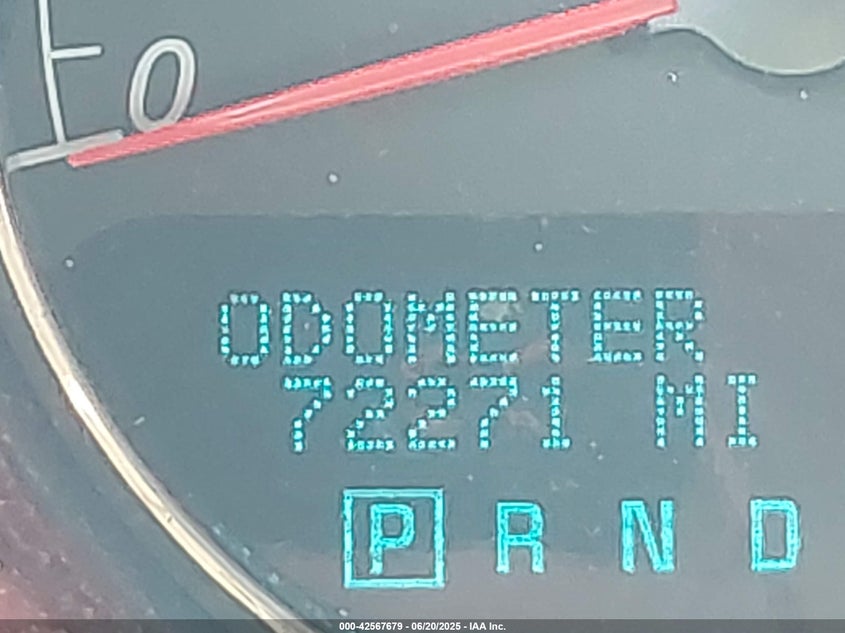 0
ODOMETER
72271 MI
P R N D
000-42567679 - 06/20/2025 - IAA Inc.